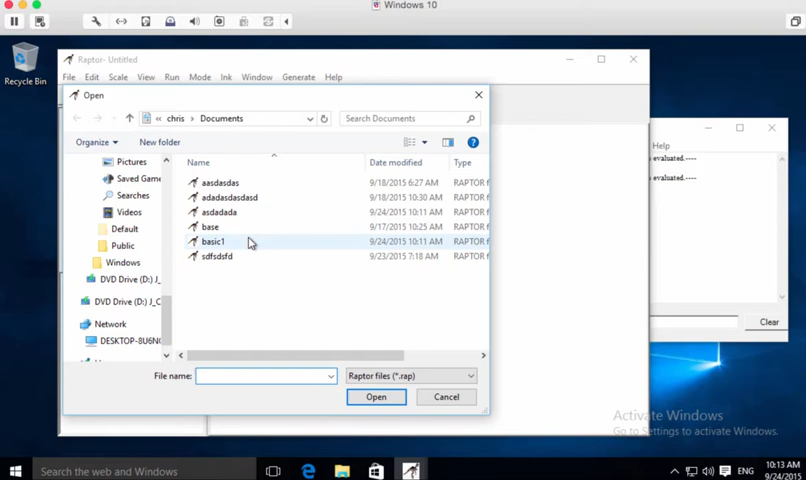 Windows 10
Recycle Bin
Raptor- Untitled
File Edit Scale View Run Mode Ink Window Generate Help
Open
« chris › Documents
Search Documents
Organize New folder
Name Date modified Type
Pictures
Saved Game
Searches
Videos
Default
Public
Windows
DVD Drive (D:) J_C
DVD Drive (D:) J_C
Network
DESKTOP-8U6NC
aasdasdas 9/18/2015 6:27 AM RAPTOR f
adadasdasdasd 9/18/2015 10:30 AM RAPTOR f
asdadada 9/24/2015 10:11 AM RAPTOR f
base 9/17/2015 10:25 AM RAPTOR f
basic1 9/24/2015 10:11 AM RAPTOR f
sdfsdsfd 9/23/2015 7:18 AM RAPTOR f
File name: Raptor files (*.rap)
Open Cancel
Help
evaluated.----
evaluated.----
Clear
Activate Windows
Go to Settings to activate Windows.
Search the web and Windows
ENG
10:13 AM
9/24/2015